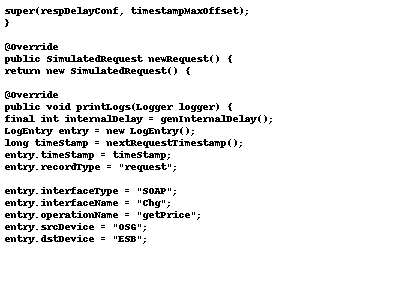 super(respDelayConf, timestampMaxOffset);
}

@Override
public SimulatedRequest newRequest() {
return new SimulatedRequest() {

@Override
public void printLogs(Logger logger) {
final int internalDelay = genInternalDelay();
LogEntry entry = new LogEntry();
long timeStamp = nextRequestTimestamp();
entry.timeStamp = timeStamp;
entry.recordType = "request";

entry.interfaceType = "SOAP";
entry.interfaceName = "Chg";
entry.operationName = "getPrice";
entry.srcDevice = "OSG";
entry.dstDevice = "ESB";